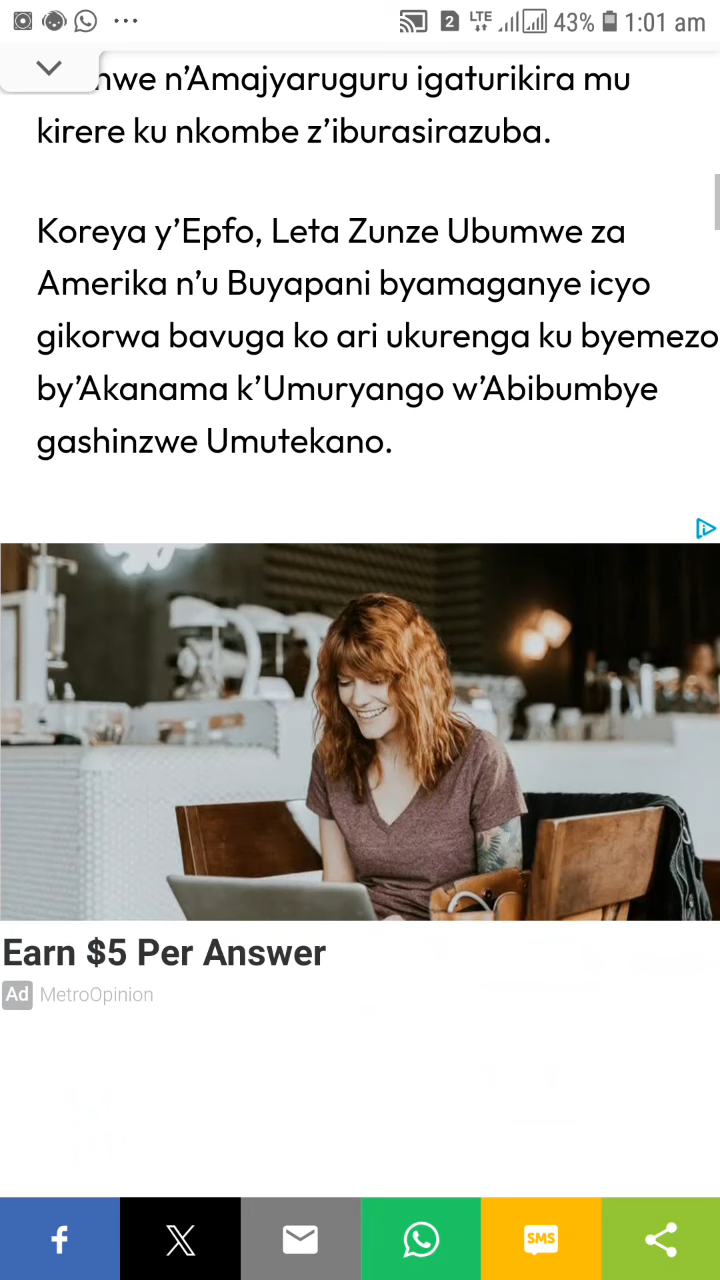 2 LTE 43% 1:01 am
n'Amajyaruguru igaturikira mu
kirere ku nkombe z'iburasirazuba.
Koreya y'Epfo, Leta Zunze Ubumwe za
Amerika n'u Buyapani byamaganye icyo
gikorwa bavuga ko ari ukurenga ku byemezo
by'Akanama k'Umuryango w'Abibumbye
gashinzwe Umutekano.
Earn $5 Per Answer
Ad MetroOpinion
SMS